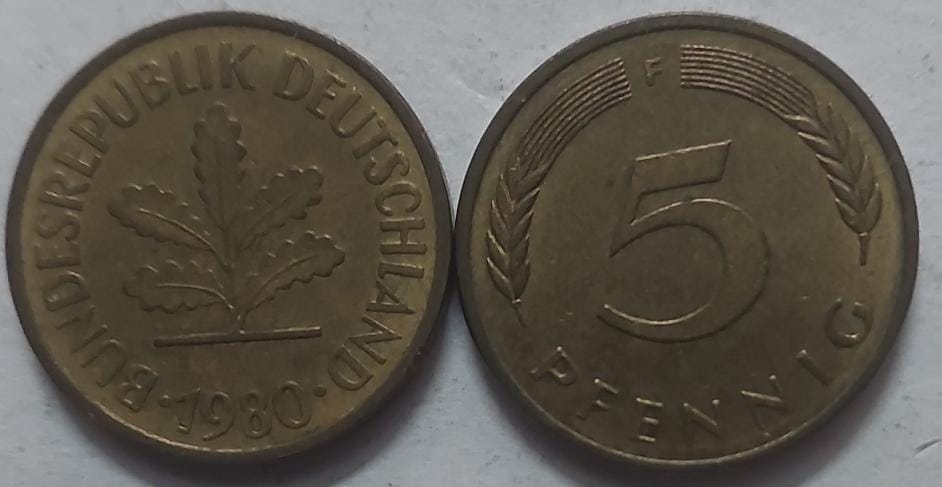 BUNDESREPUBLIK DEUTSCHLAND
· 1980 ·
F
5
PFENNIG